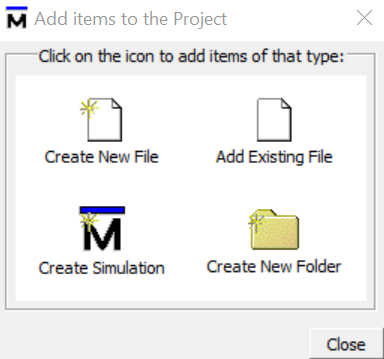 Add items to the Project
Click on the icon to add items of that type:
Create New File
Add Existing File
Create Simulation
Create New Folder
Close